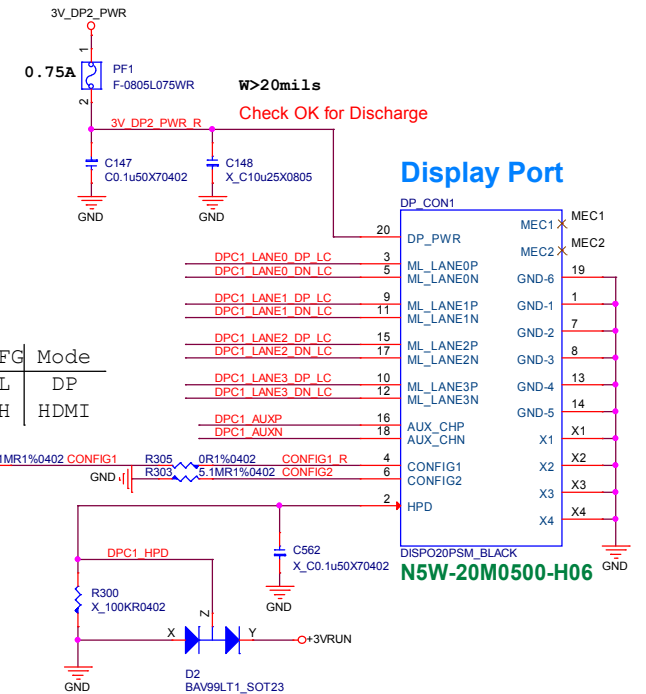 3V_DP2_PWR
1
0.75A
PF1
F-0805L075WR
2
W>20mils
Check OK for Discharge
3V_DP2_PWR_R
C147
C0.1u50X70402
C148
X_C10u25X0805
GND
GND
Display Port
DP_CON1
MEC1 MEC1
MEC2 MEC2
20 DP_PWR
DPC1_LANE0_DP_LC 3 ML_LANE0P
DPC1_LANE0_DN_LC 5 ML_LANE0N
DPC1_LANE1_DP_LC 9 ML_LANE1P
DPC1_LANE1_DN_LC 11 ML_LANE1N
DPC1_LANE2_DP_LC 15 ML_LANE2P
DPC1_LANE2_DN_LC 17 ML_LANE2N
DPC1_LANE3_DP_LC 10 ML_LANE3P
DPC1_LANE3_DN_LC 12 ML_LANE3N
DPC1_AUXP 16 AUX_CHP
DPC1_AUXN 18 AUX_CHN
GND-6 19
GND-1 1
GND-2 7
GND-3 8
GND-4 13
GND-5 14
X1 X1
X2 X2
X3 X3
X4 X4
GND
FG Mode
L DP
H HDMI
MR1%0402 CONFIG1 R305 0R1%0402 CONFIG1_R 4 CONFIG1
GND R303 5.1MR1%0402 CONFIG2 6 CONFIG2
2 HPD
DPC1_HPD
C562
X_C0.1u50X70402
GND
DISPO20PSM_BLACK
N5W-20M0500-H06
R300
X_100KR0402
Z
X Y +3VRUN
GND
D2
BAV99LT1_SOT23